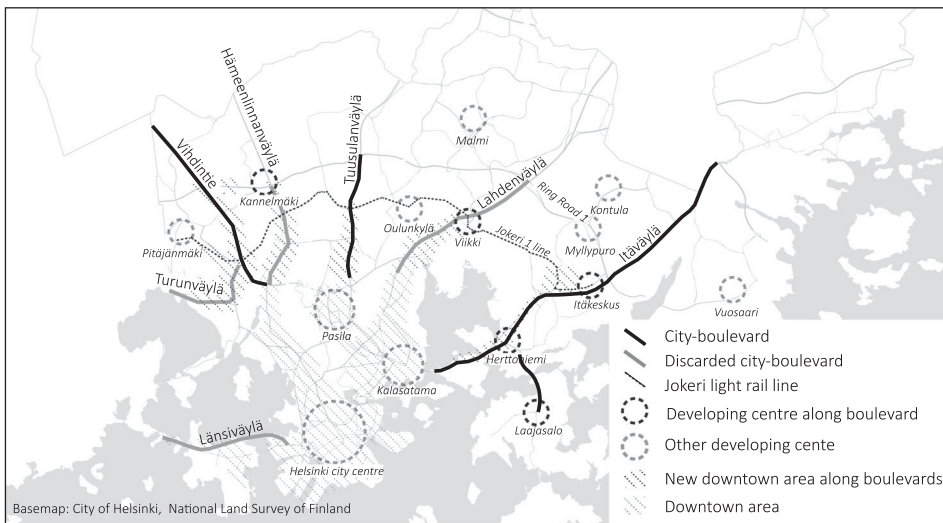 Hämeenlinnanväylä
Tuusulanväylä
Vihdintie
Malmi
Lahdenväylä
Kannelmäki
Ring Road 1
Kontula
Oulunkylä
Viikki
Pitäjänmäki
Jokeri 1 line
Myllypuro
Itäväylä
Turunväylä
Itäkeskus
Vuosaari
Pasila
City-boulevard
Herttoniemi
Discarded city-boulevard
Kalasatama
Jokeri light rail line
Developing centre along boulevard
Laajasalo
Länsiväylä
Other developing cente
Helsinki city centre
New downtown area along boulevards
Downtown area
Basemap: City of Helsinki, National Land Survey of Finland